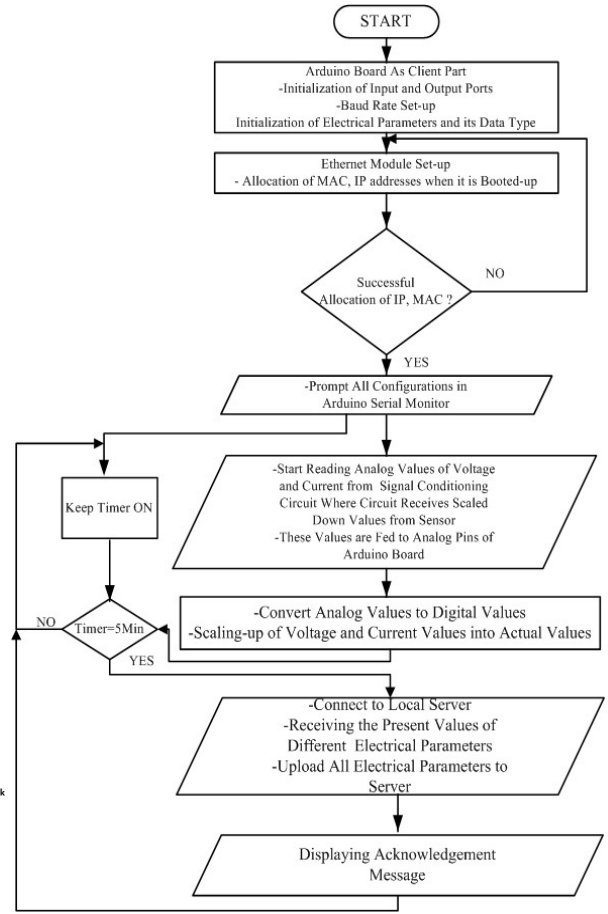 START
Arduino Board As Client Part
-Initialization of Input and Output Ports
-Baud Rate Set-up
Initialization of Electrical Parameters and its Data Type
Ethernet Module Set-up
- Allocation of MAC, IP addresses when it is Booted-up
Successful
Allocation of IP, MAC ?
NO
YES
-Prompt All Configurations in
Arduino Serial Monitor
-Start Reading Analog Values of Voltage
and Current from Signal Conditioning
Circuit Where Circuit Receives Scaled
Down Values from Sensor
-These Values are Fed to Analog Pins of
Arduino Board
Keep Timer ON
-Convert Analog Values to Digital Values
-Scaling-up of Voltage and Current Values into Actual Values
NO
Timer=5Min
YES
-Connect to Local Server
-Receiving the Present Values of
Different Electrical Parameters
-Upload All Electrical Parameters to
Server
k
Displaying Acknowledgement
Message